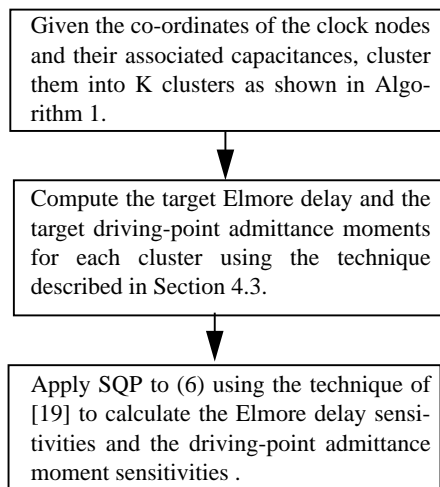 Given the co-ordinates of the clock nodes
and their associated capacitances, cluster
them into K clusters as shown in Algo-
rithm 1.
Compute the target Elmore delay and the
target driving-point admittance moments
for each cluster using the technique
described in Section 4.3.
Apply SQP to (6) using the technique of
[19] to calculate the Elmore delay sensi-
tivities and the driving-point admittance
moment sensitivities .